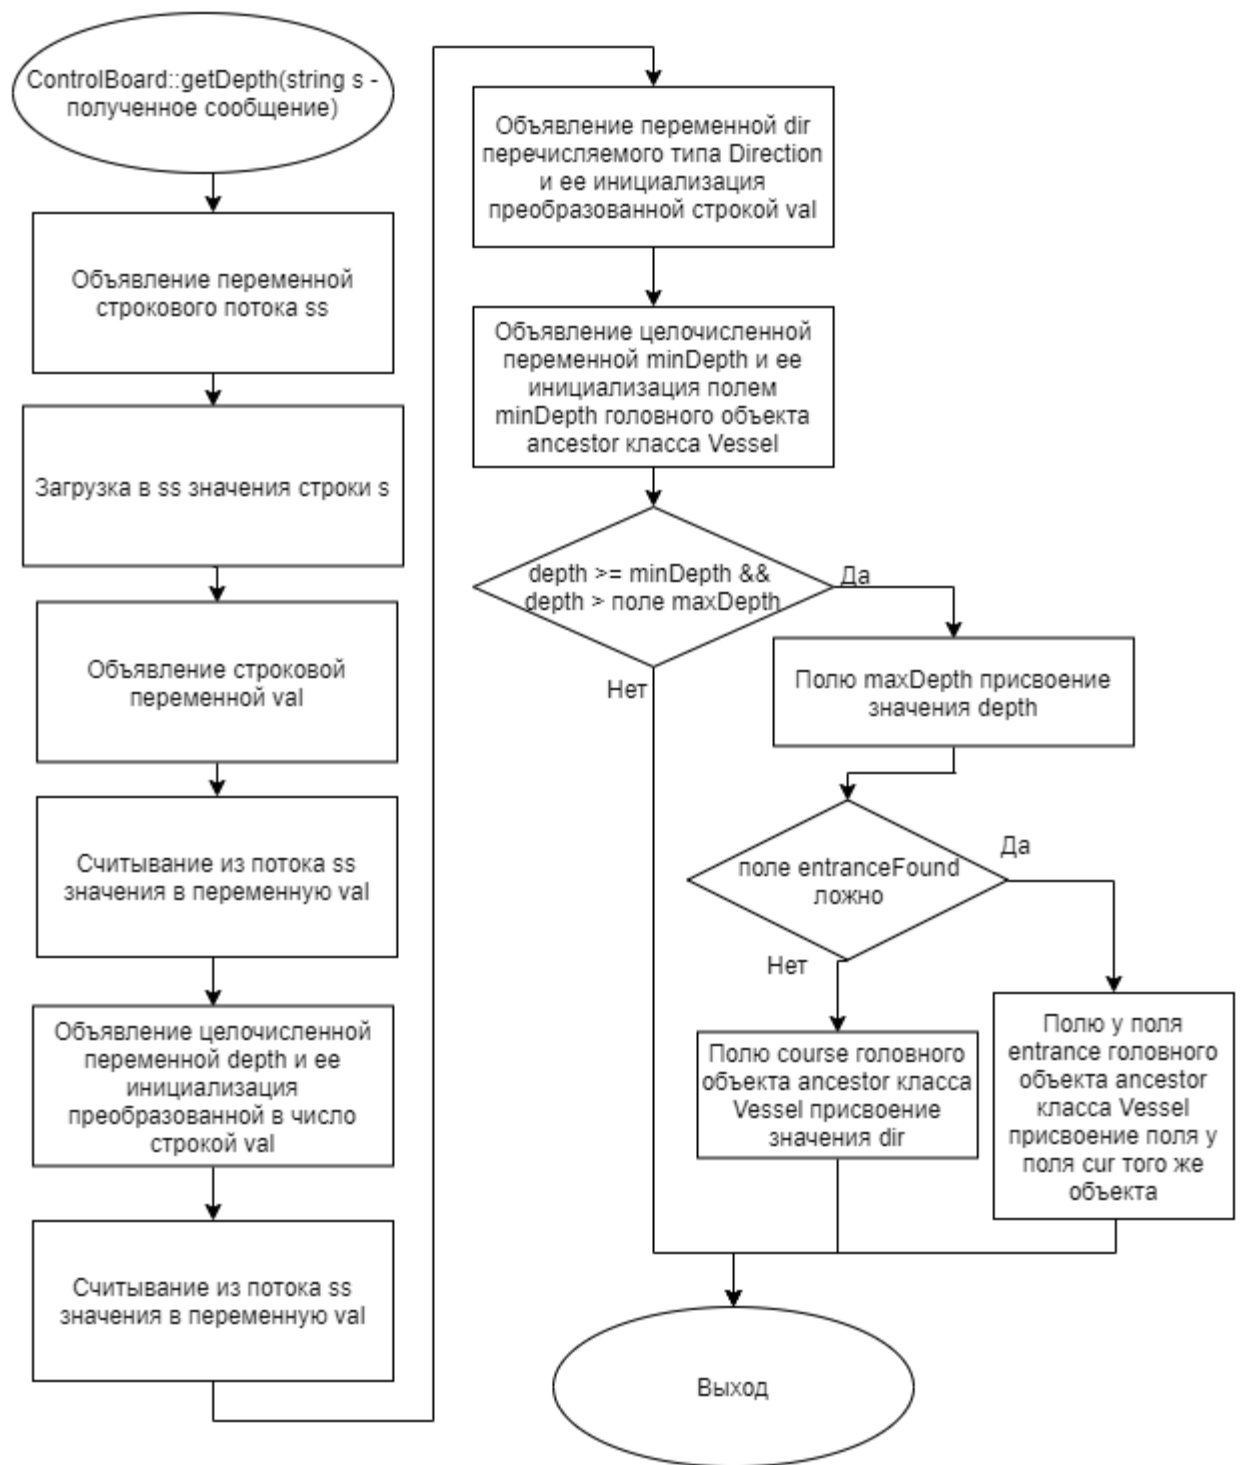 ControlBoard::getDepth(string s -
полученное сообщение)
Объявление переменной
строкового потока ss
Загрузка в ss значения строки s
Объявление строковой
переменной val
Считывание из потока ss
значения в переменную val
Объявление целочисленной
переменной depth и ее
инициализация
преобразованной в число
строкой val
Считывание из потока ss
значения в переменную val
Объявление переменной dir
перечисляемого типа Direction
и ее инициализация
преобразованной строкой val
Объявление целочисленной
переменной minDepth и ее
инициализация полем
minDepth головного объекта
ancestor класса Vessel
depth >= minDepth &&
depth > поле maxDepth
Да
Нет
Полю maxDepth присвоение
значения depth
поле entranceFound
ложно
Да
Нет
Полю course головного
объекта ancestor класса
Vessel присвоение
значения dir
Полю y поля
entrance головного
объекта ancestor
класса Vessel
присвоение поля y
поля cur того же
объекта
Выход